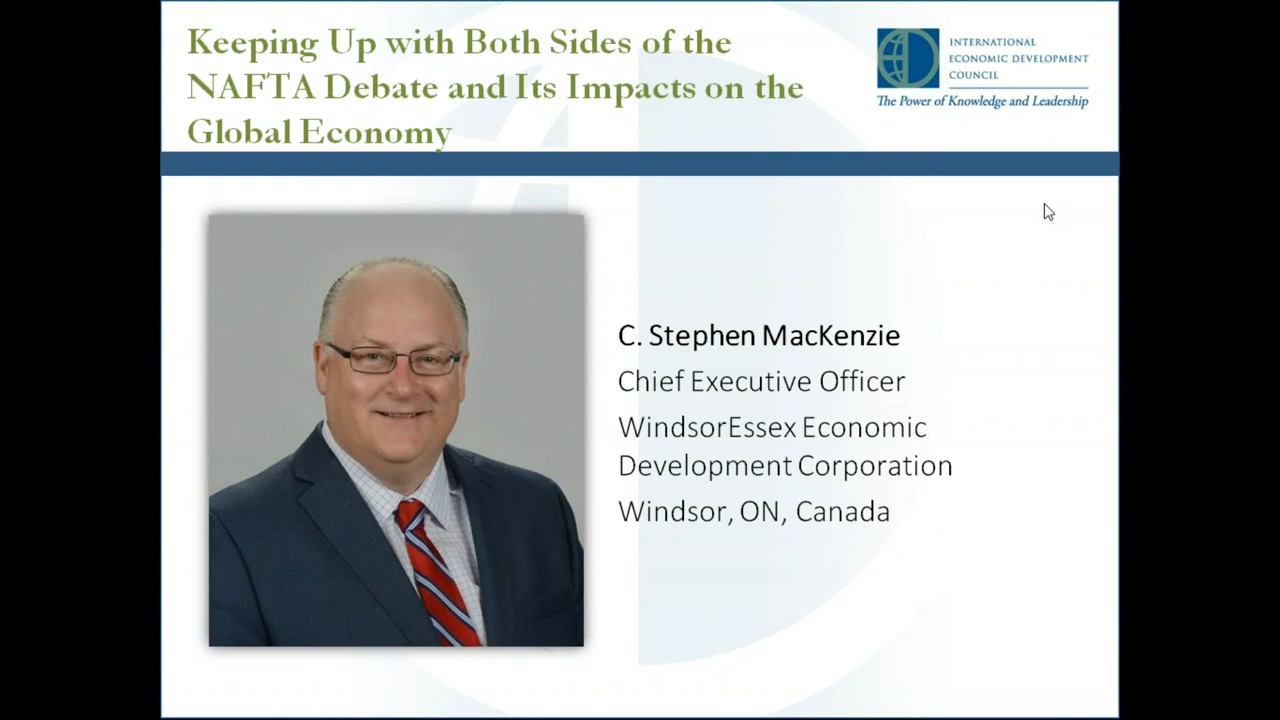 Keeping Up with Both Sides of the
NAFTA Debate and Its Impacts on the
Global Economy
INTERNATIONAL
ECONOMIC DEVELOPMENT
COUNCIL
The Power of Knowledge and Leadership
C. Stephen MacKenzie
Chief Executive Officer
WindsorEssex Economic
Development Corporation
Windsor, ON, Canada